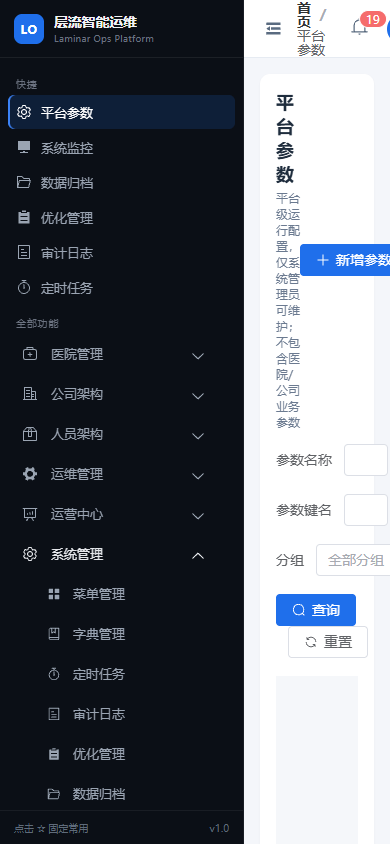 LO
层流智能运维
Laminar Ops Platform
快捷
平台参数
系统监控
数据归档
优化管理
审计日志
定时任务
全部功能
医院管理
公司架构
人员架构
运维管理
运营中心
系统管理
菜单管理
字典管理
定时任务
审计日志
优化管理
数据归档
点击 ☆ 固定常用
v1.0
首
页 /
平台
参数
19
平
台
参
数
平台
级运
行配
置,
仅系
统管
理员
可维
护;
不包
含医
院/
公司
业务
参数
新增参数
参数名称
参数键名
分组
全部分组
查询
重置